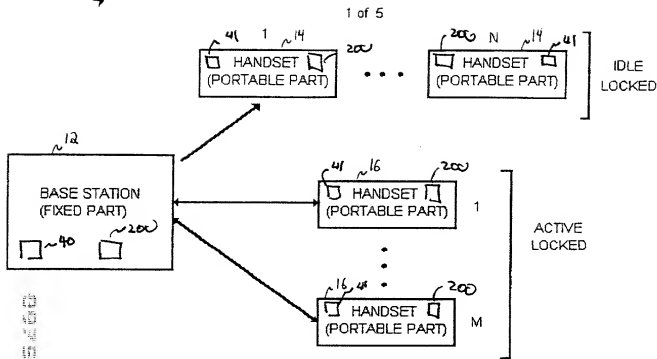 1 of 5
41 1 14 200
HANDSET
(PORTABLE PART)
200 N 14 41
HANDSET
(PORTABLE PART)
IDLE
LOCKED
12
BASE STATION
(FIXED PART)
40 200
41 16 200
HANDSET
(PORTABLE PART)
1
ACTIVE
LOCKED
16 41 200
HANDSET
(PORTABLE PART)
M